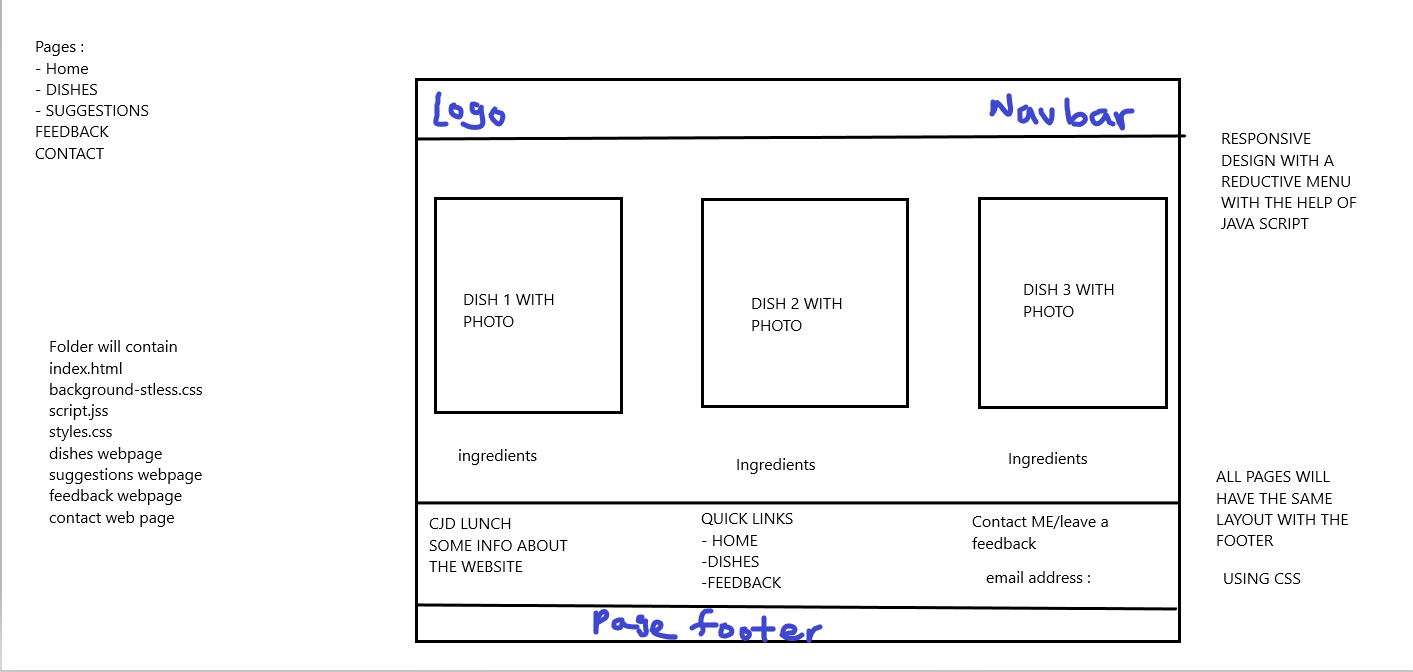 Pages :
- Home
- DISHES
- SUGGESTIONS
FEEDBACK
CONTACT
Folder will contain
index.html
background-stless.css
script.jss
styles.css
dishes webpage
suggestions webpage
feedback webpage
contact web page
Logo
Navbar
DISH 1 WITH
PHOTO
DISH 2 WITH
PHOTO
DISH 3 WITH
PHOTO
ingredients
Ingredients
Ingredients
CJD LUNCH
SOME INFO ABOUT
THE WEBSITE
QUICK LINKS
- HOME
-DISHES
-FEEDBACK
Contact ME/leave a
feedback
email address :
Page footer
RESPONSIVE
DESIGN WITH A
REDUCTIVE MENU
WITH THE HELP OF
JAVA SCRIPT
ALL PAGES WILL
HAVE THE SAME
LAYOUT WITH THE
FOOTER
USING CSS